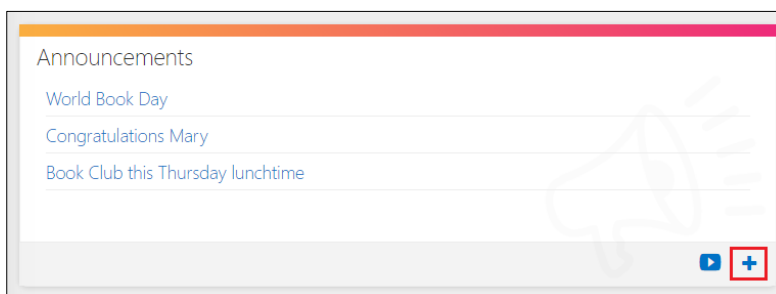 Announcements
World Book Day
Congratulations Mary
Book Club this Thursday lunchtime